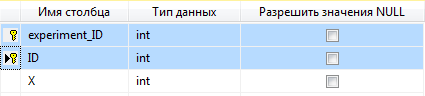 Имя столбца Тип данных Разрешить значения NULL
experiment_ID int
ID int
X int